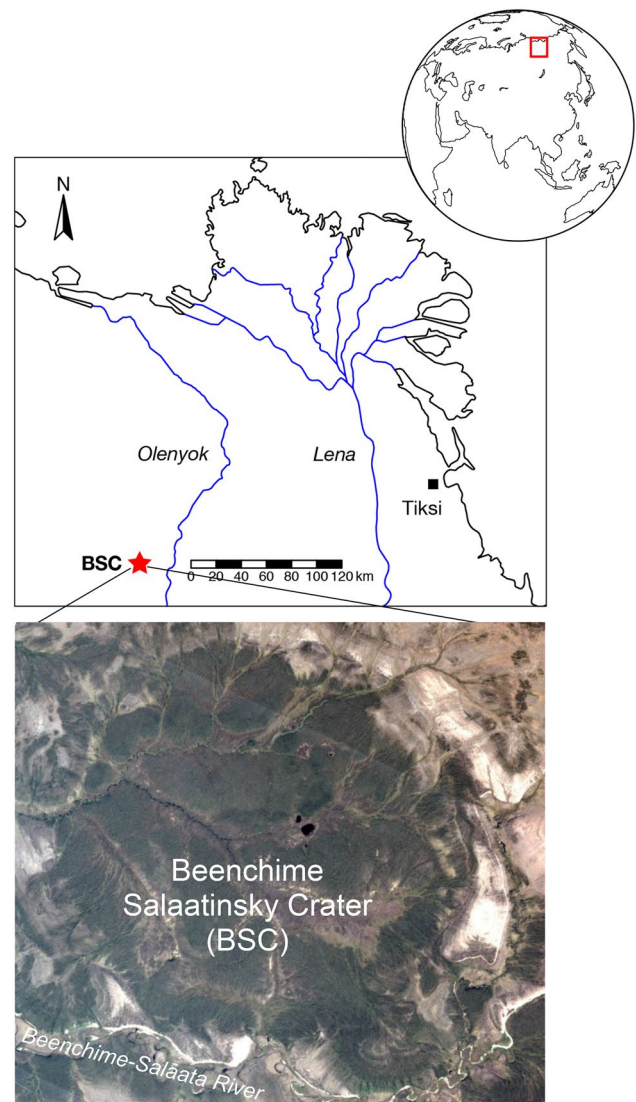 N
Olenyok
Lena
Tiksi
BSC
0 20 40 60 80 100 120 km
Beenchime
Salaatinsky Crater
(BSC)
Beenchime-Salaata River